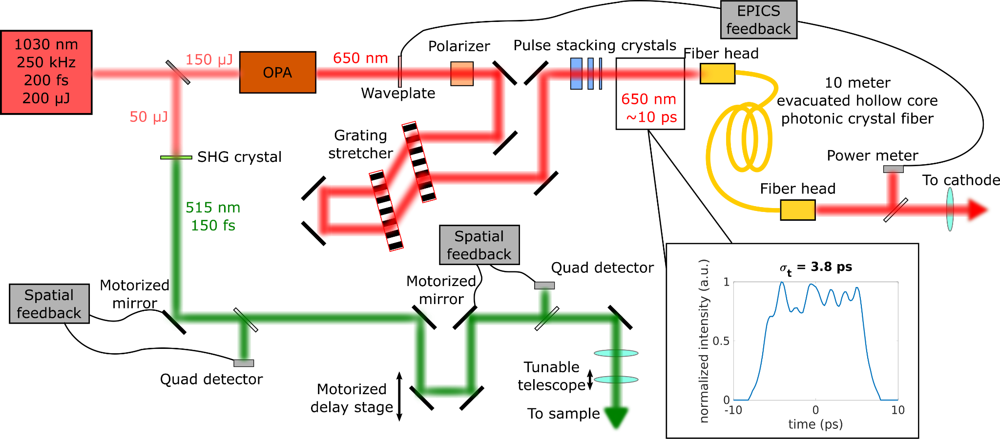 1030 nm
250 kHz
200 fs
200 µJ
150 µJ
50 µJ
OPA
650 nm
Waveplate
Polarizer
EPICS
feedback
Pulse stacking crystals
Fiber head
650 nm
~10 ps
10 meter
evacuated hollow core
photonic crystal fiber
Grating
stretcher
SHG crystal
Power meter
To cathode
Fiber head
515 nm
150 fs
Spatial
feedback
Motorized
mirror
Quad detector
Motorized
delay stage
Spatial
feedback
Motorized
mirror
Quad detector
Tunable
telescope
To sample
σt = 3.8 ps
normalized intensity (a.u.)
1
0.5
0
-10
0
10
time (ps)